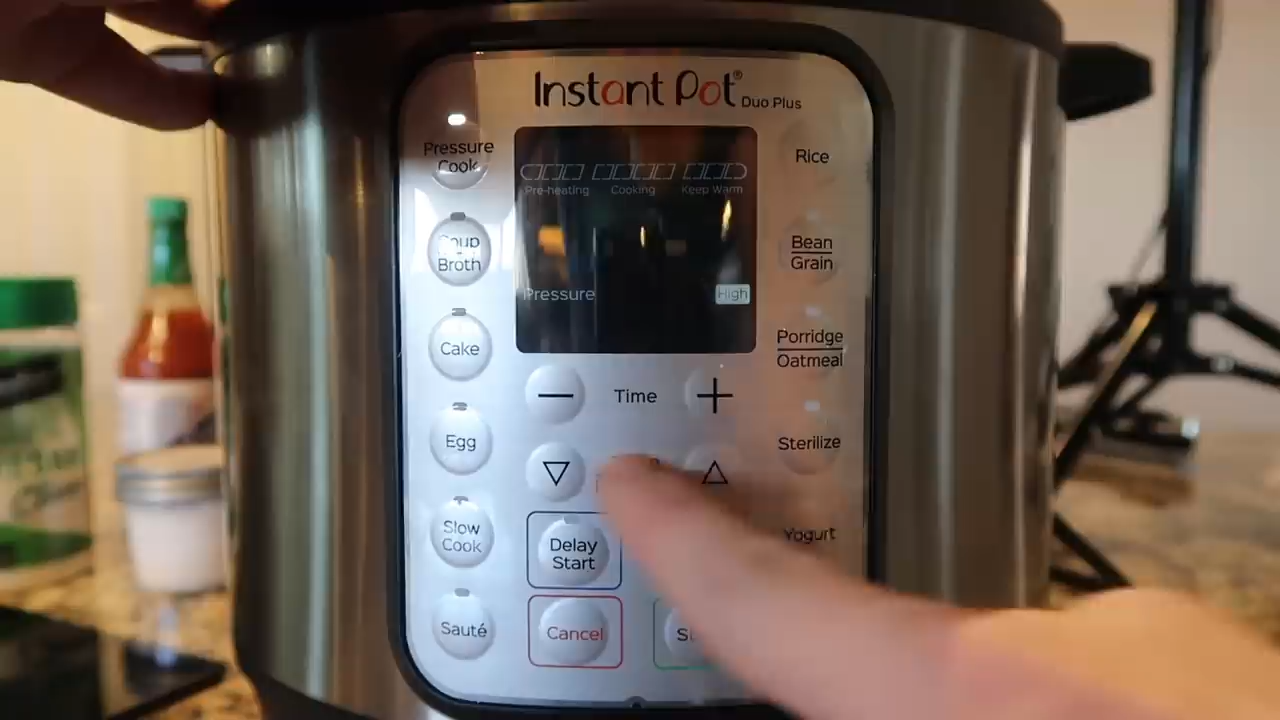 Instant Pot®
Duo Plus
Pressure
Cook
Soup
Broth
Cake
Egg
Slow
Cook
Sauté
Pre-heating
Cooking
Keep Warm
Pressure
High
Time
Delay
Start
Cancel
Rice
Bean
Grain
Porridge
Oatmeal
Sterilize
Yogurt